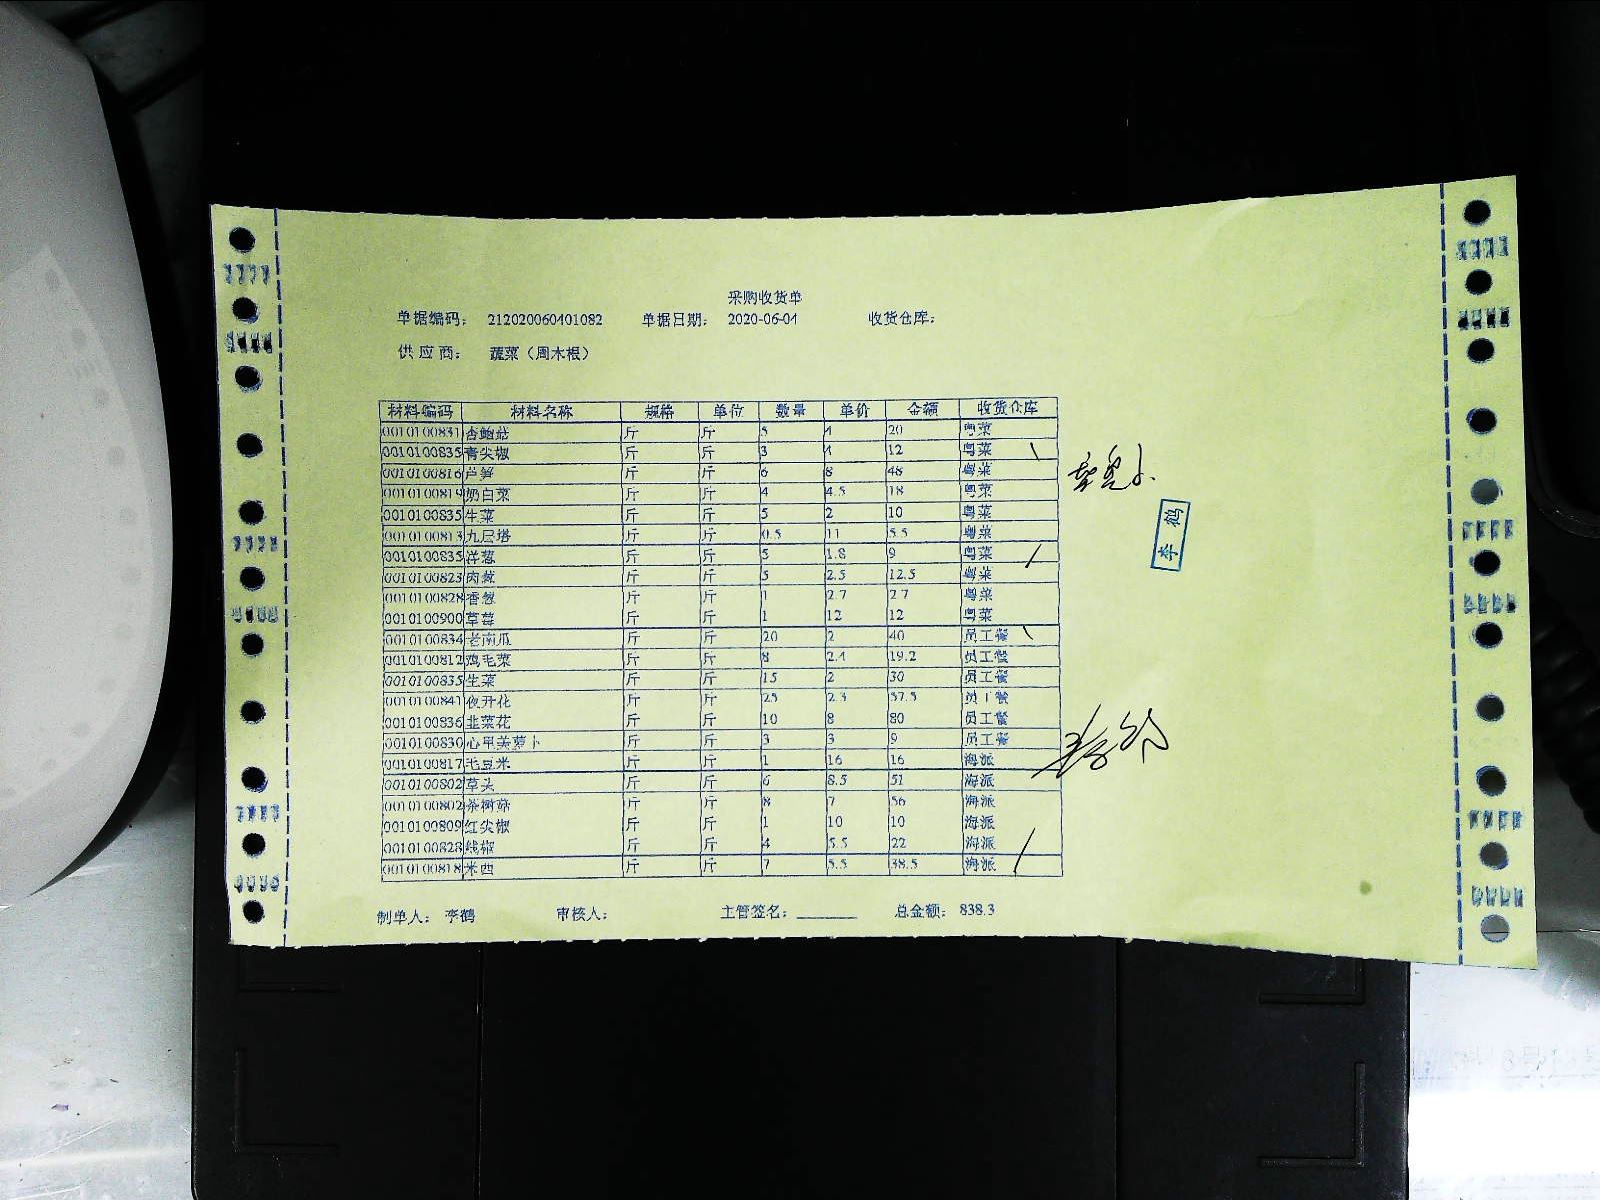 采购收货单
单据编码： 212020060401082 单据日期： 2020-06-04 收货仓库：
供应商： 蔬菜（周木根）
材料编码 材料名称 规格 单位 数量 单价 金额 收货仓库
0010100831 杏鲍菇 斤 斤 5 4 20 粤菜
0010100835 青尖椒 斤 斤 3 4 12 粤菜
0010100816 芦笋 斤 斤 6 8 48 粤菜
0010100819 奶白菜 斤 斤 4 4.5 18 粤菜
0010100835 生菜 斤 斤 5 2 10 粤菜
0010100813 九层塔 斤 斤 0.5 11 5.5 粤菜
0010100835 洋葱 斤 斤 5 1.8 9 粤菜
0010100823 斤 斤 5 2.5 12.5 粤菜
0010100828 香葱 斤 斤 1 2.7 2.7 粤菜
0010100900 草莓 斤 斤 1 12 12 粤菜
0010100834 老南瓜 斤 斤 20 2 40 员工餐
0010100812 鸡毛菜 斤 斤 8 2.4 19.2 员工餐
0010100835 生菜 斤 斤 15 2 30 员工餐
0010100841 夜开花 斤 斤 25 2.3 57.5 员工餐
0010100836 韭菜花 斤 斤 10 8 80 员工餐
0010100830 心里美萝卜 斤 斤 3 3 9 员工餐
0010100817 毛豆米 斤 斤 1 16 16 海派
0010100802 草头 斤 斤 6 8.5 51 海派
0010100802 茶树菇 斤 斤 8 7 56 海派
0010100809 红尖椒 斤 斤 1 10 10 海派
0010100828 线椒 斤 斤 4 5.5 22 海派
0010100818 米西 斤 斤 7 5.5 38.5 海派
李鹤
制单人： 李鹤 审核人： 主管签名： 总金额： 838.3